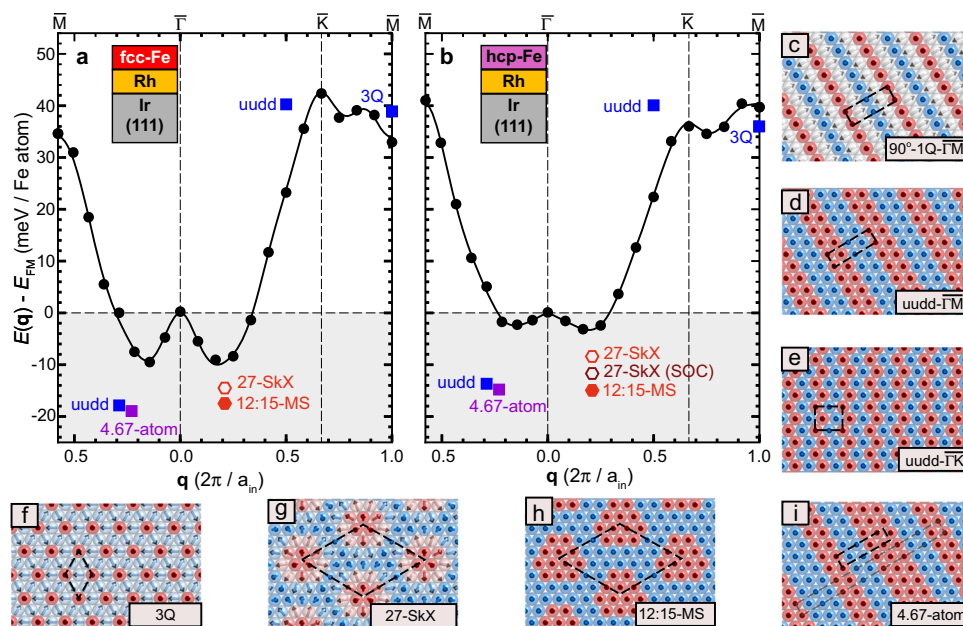 M̅ Γ̅ K̅ M̅
M̅ Γ̅ K̅ M̅
E(q) - E_FM (meV / Fe atom)
50
40
30
20
10
0
-10
-20
a
fcc-Fe
Rh
Ir
(111)
uudd
3Q
27-SkX
12:15-MS
uudd
4.67-atom
0.5 0.0 0.5 1.0
q (2π / a_in)
b
hcp-Fe
Rh
Ir
(111)
uudd
3Q
27-SkX
27-SkX (SOC)
12:15-MS
uudd
4.67-atom
0.5 0.0 0.5 1.0
q (2π / a_in)
c
90°-1Q-Γ̅M̅
d
uudd-Γ̅M̅
e
uudd-Γ̅K̅
f
3Q
g
27-SkX
h
12:15-MS
i
4.67-atom